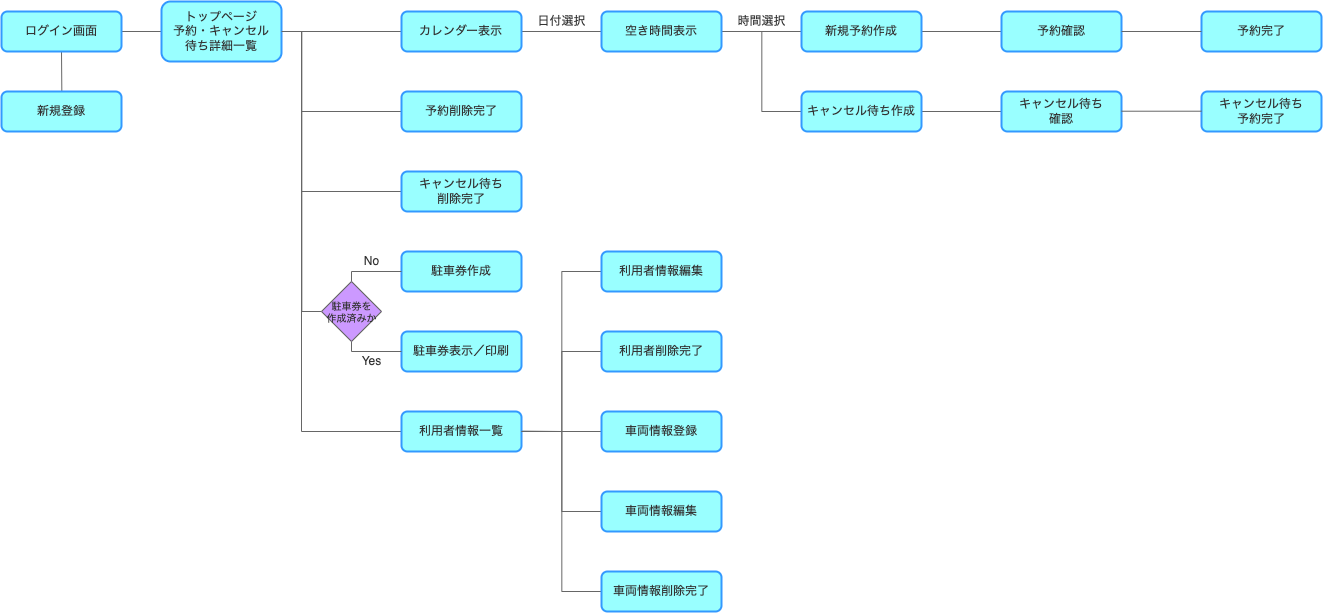 ログイン画面
トップページ
予約・キャンセル
待ち詳細一覧
カレンダー表示
日付選択
空き時間表示
時間選択
新規予約作成
予約確認
予約完了
新規登録
予約削除完了
キャンセル待ち作成
キャンセル待ち
確認
キャンセル待ち
予約完了
キャンセル待ち
削除完了
No
駐車券作成
駐車券を
作成済みか
Yes
駐車券表示／印刷
利用者情報一覧
利用者情報編集
利用者削除完了
車両情報登録
車両情報編集
車両情報削除完了